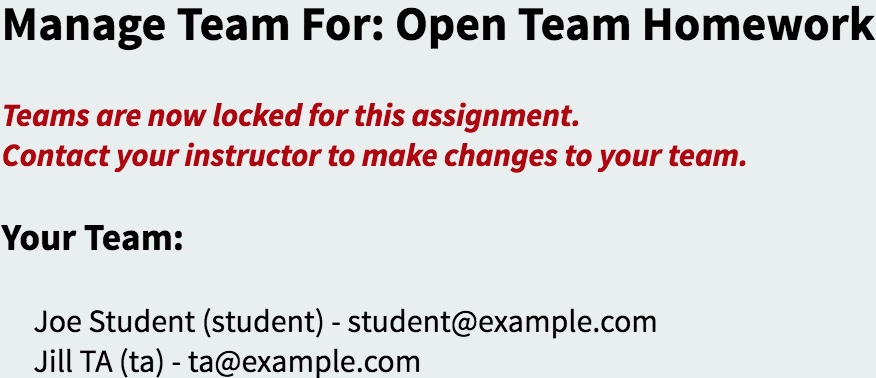 Manage Team For: Open Team Homework
Teams are now locked for this assignment.
Contact your instructor to make changes to your team.
Your Team:
Joe Student (student) - student@example.com
Jill TA (ta) - ta@example.com